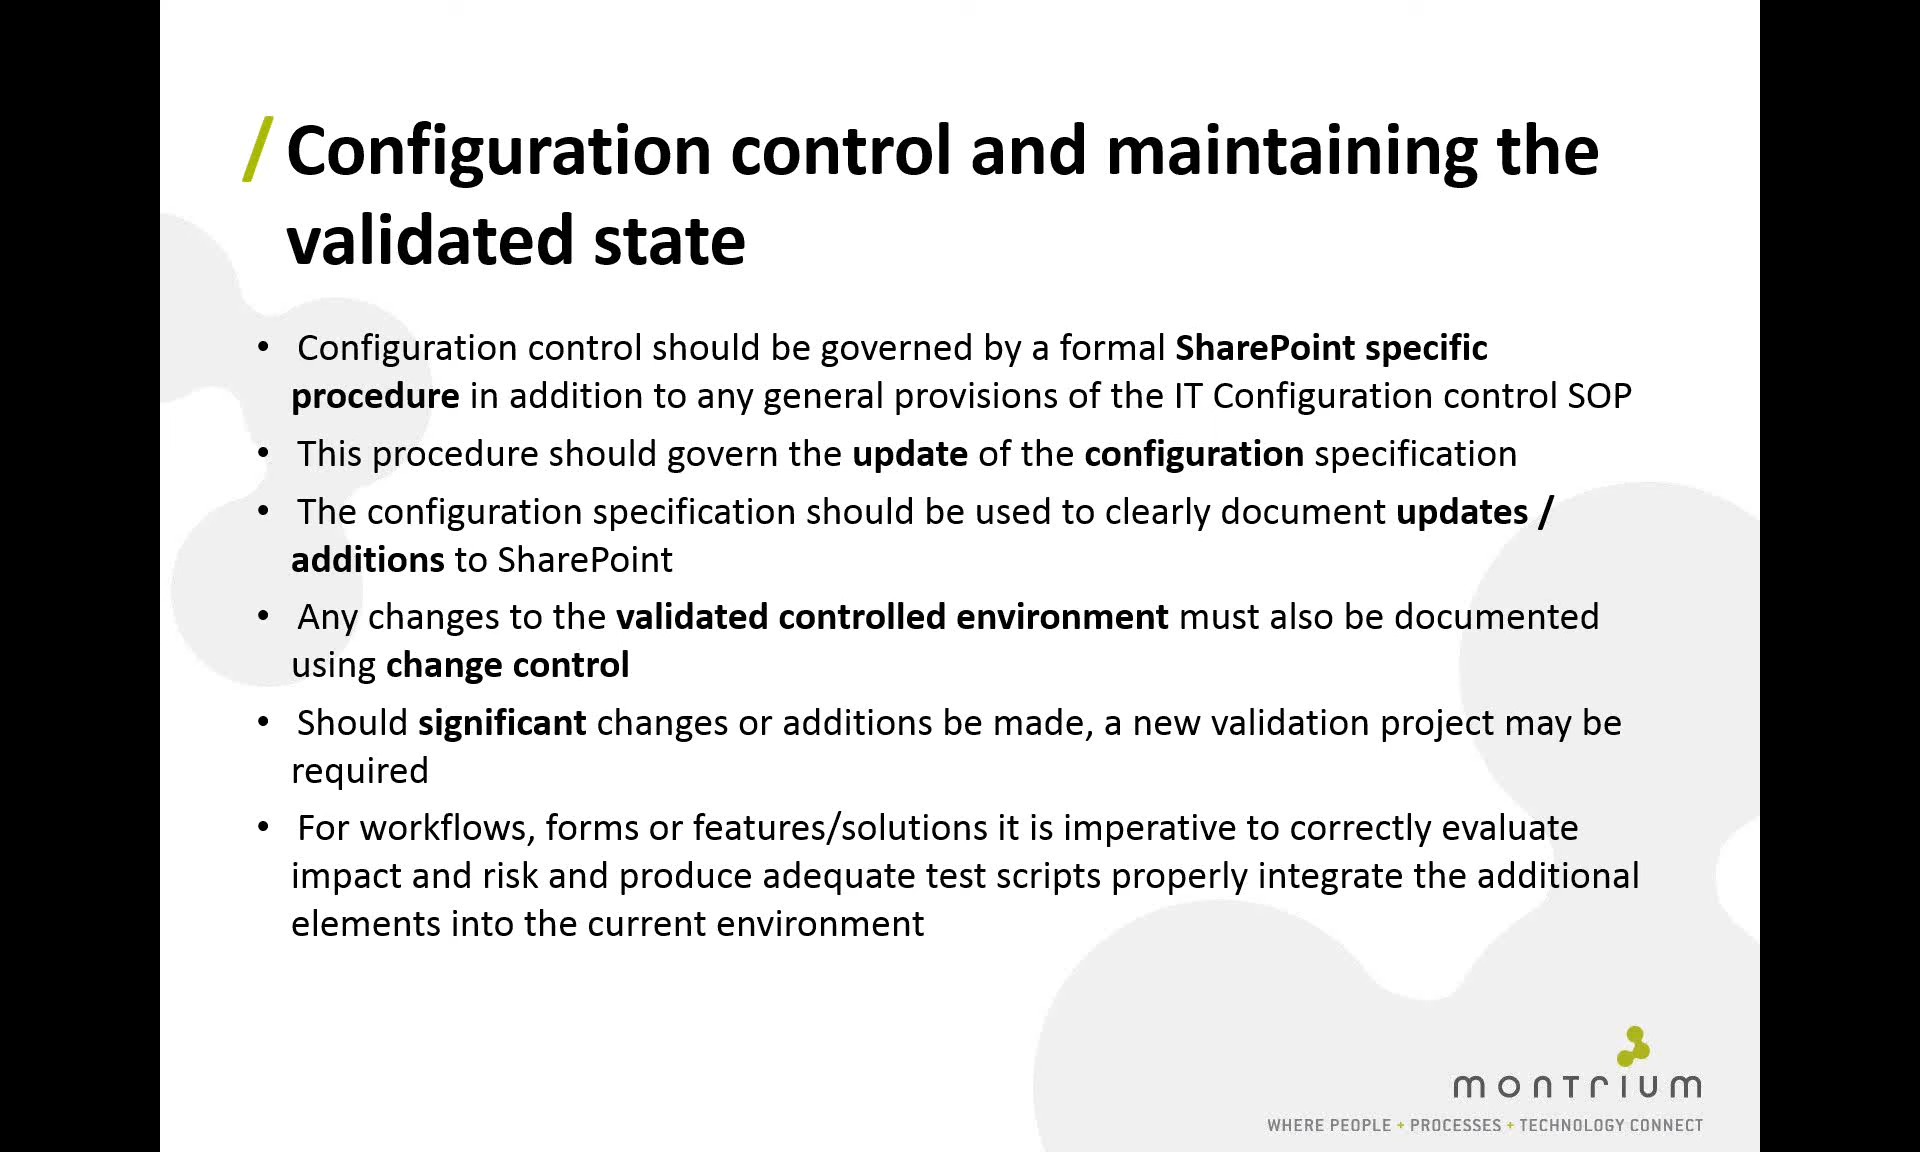 / Configuration control and maintaining the
validated state
• Configuration control should be governed by a formal SharePoint specific
procedure in addition to any general provisions of the IT Configuration control SOP
• This procedure should govern the update of the configuration specification
• The configuration specification should be used to clearly document updates /
additions to SharePoint
• Any changes to the validated controlled environment must also be documented
using change control
• Should significant changes or additions be made, a new validation project may be
required
• For workflows, forms or features/solutions it is imperative to correctly evaluate
impact and risk and produce adequate test scripts properly integrate the additional
elements into the current environment
montrium
WHERE PEOPLE + PROCESSES + TECHNOLOGY CONNECT